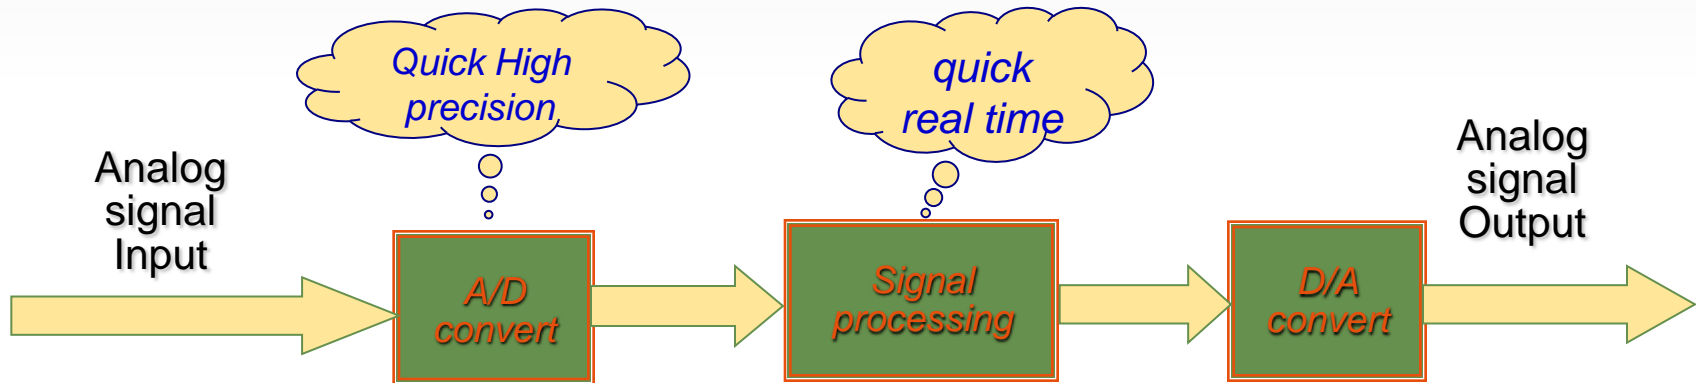 Quick High
precision
quick
real time
Analog
signal
Input
Analog
signal
Output
A/D
convert
Signal
processing
D/A
convert